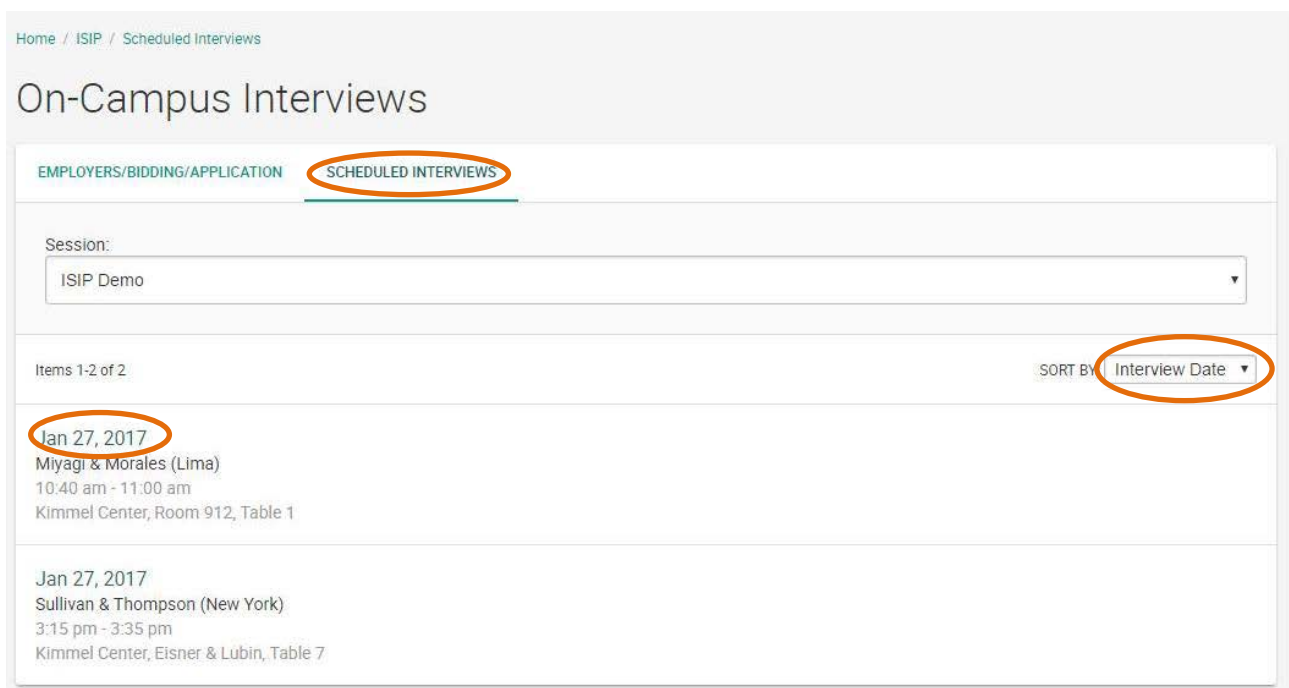 Home / ISIP / Scheduled Interviews
On-Campus Interviews
EMPLOYERS/BIDDING/APPLICATION SCHEDULED INTERVIEWS
Session:
ISIP Demo
Items 1-2 of 2 SORT BY Interview Date
Jan 27, 2017
Miyagi & Morales (Lima)
10:40 am - 11:00 am
Kimmel Center, Room 912, Table 1
Jan 27, 2017
Sullivan & Thompson (New York)
3:15 pm - 3:35 pm
Kimmel Center, Eisner & Lubin, Table 7